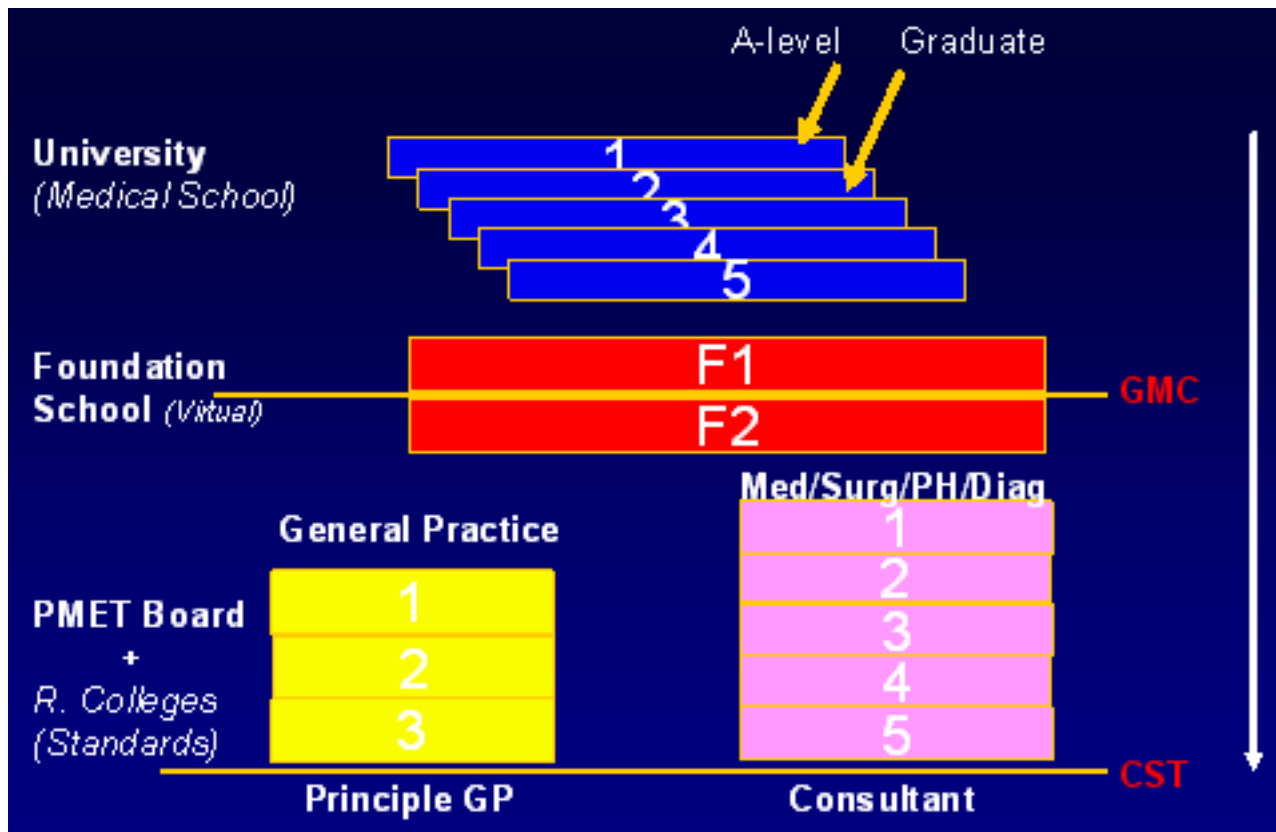 A-level Graduate
University
(Medical School)
1
2
3
4
5
Foundation
School (Virtual)
F1
GMC
F2
Med/Surg/PH/Diag
General Practice
1
2
3
4
5
1
2
3
PMET Board
+
R. Colleges
(Standards)
CST
Principle GP
Consultant